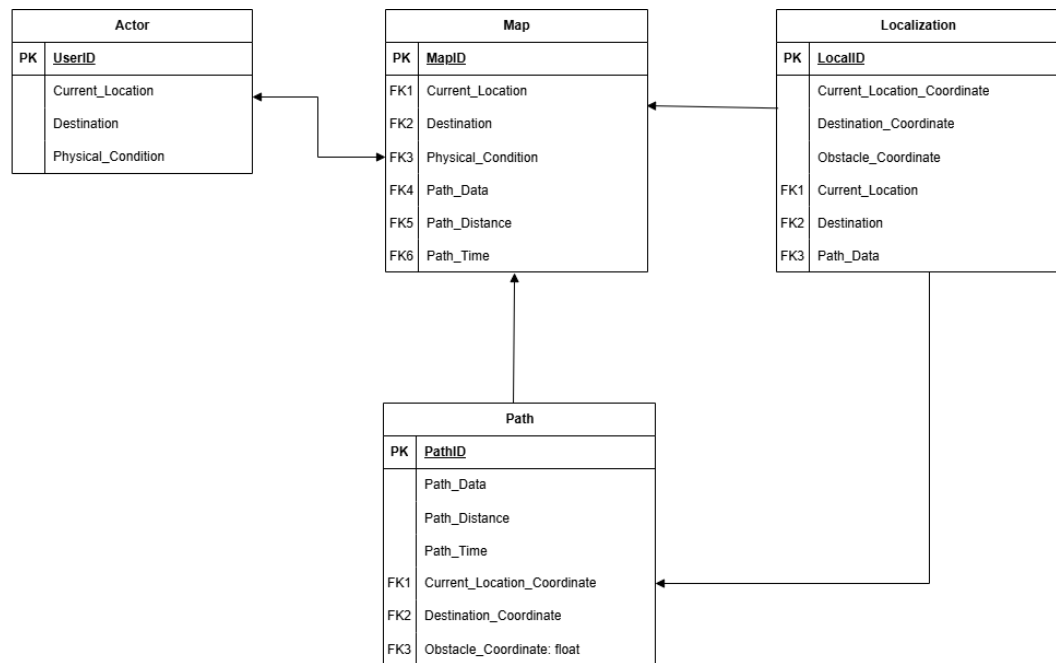 Actor
PK UserID
Current_Location
Destination
Physical_Condition
Map
PK MapID
FK1 Current_Location
FK2 Destination
FK3 Physical_Condition
FK4 Path_Data
FK5 Path_Distance
FK6 Path_Time
Localization
PK LocalID
Current_Location_Coordinate
Destination_Coordinate
Obstacle_Coordinate
FK1 Current_Location
FK2 Destination
FK3 Path_Data
Path
PK PathID
Path_Data
Path_Distance
Path_Time
FK1 Current_Location_Coordinate
FK2 Destination_Coordinate
FK3 Obstacle_Coordinate: float